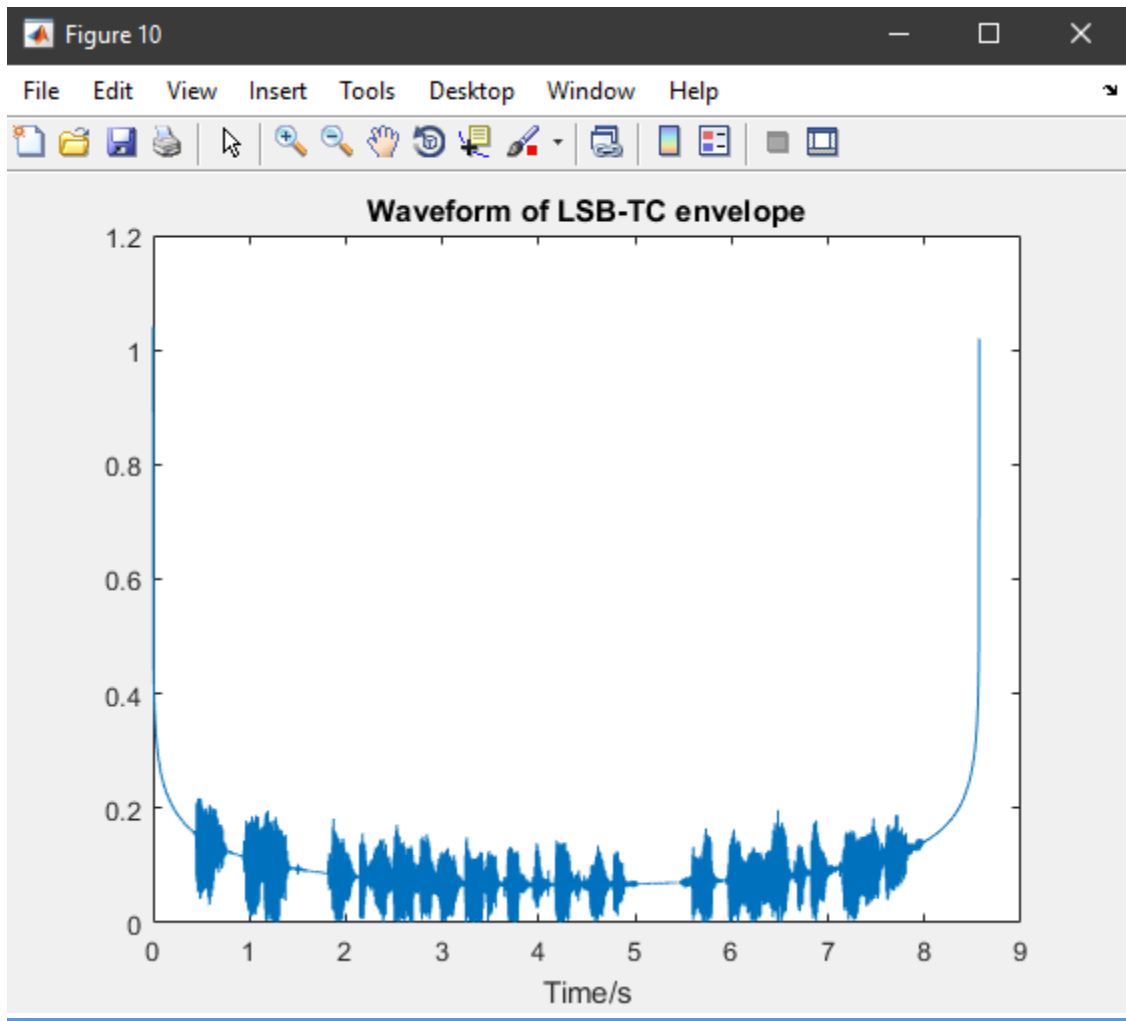 Figure 10
File Edit View Insert Tools Desktop Window Help
Waveform of LSB-TC envelope
1.2
1
0.8
0.6
0.4
0.2
0
0 1 2 3 4 5 6 7 8 9
Time/s